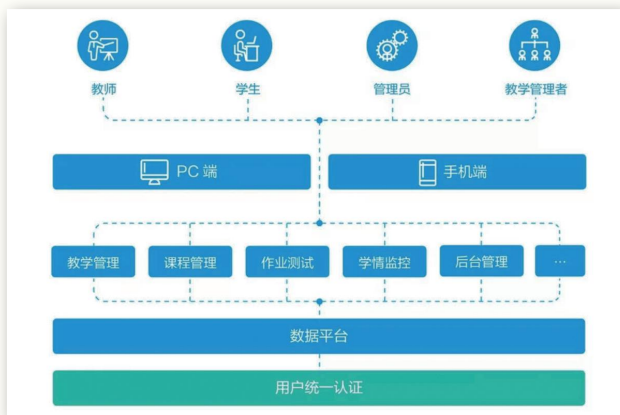 教师 学生 管理员 教学管理者
PC 端 手机端
教学管理 课程管理 作业测试 学情监控 后台管理 ...
数据平台
用户统一认证